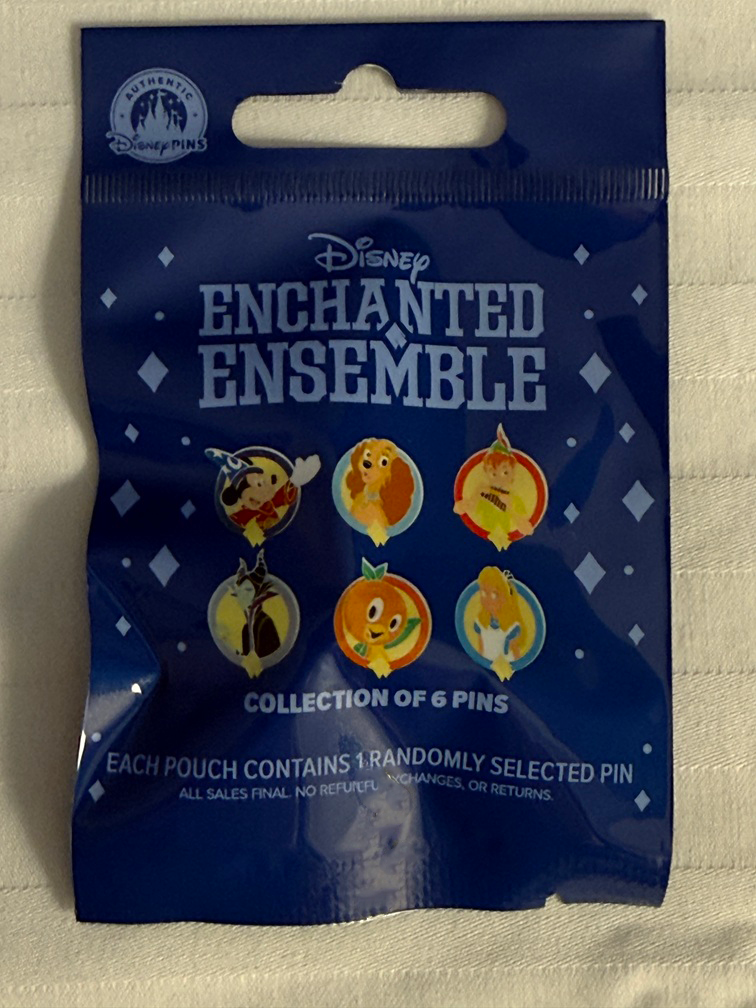 AUTHENTIC
Disney PINS
Disney
ENCHANTED
ENSEMBLE
COLLECTION OF 6 PINS
EACH POUCH CONTAINS 1 RANDOMLY SELECTED PIN
ALL SALES FINAL. NO EXCHANGES, OR RETURNS.